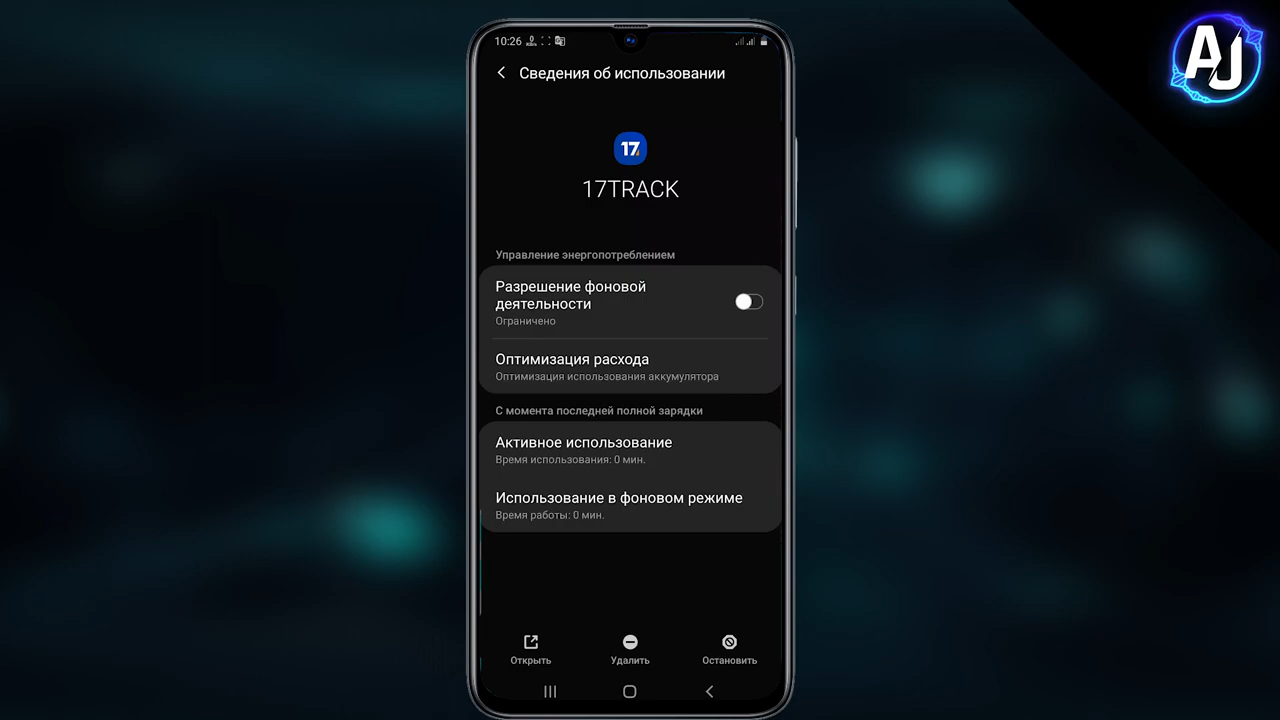 AJ
10:26
Сведения об использовании
17
17TRACK
Управление энергопотреблением
Разрешение фоновой
деятельности
Ограничено
Оптимизация расхода
Оптимизация использования аккумулятора
С момента последней полной зарядки
Активное использование
Время использования: 0 мин.
Использование в фоновом режиме
Время работы: 0 мин.
Открыть
Удалить
Остановить